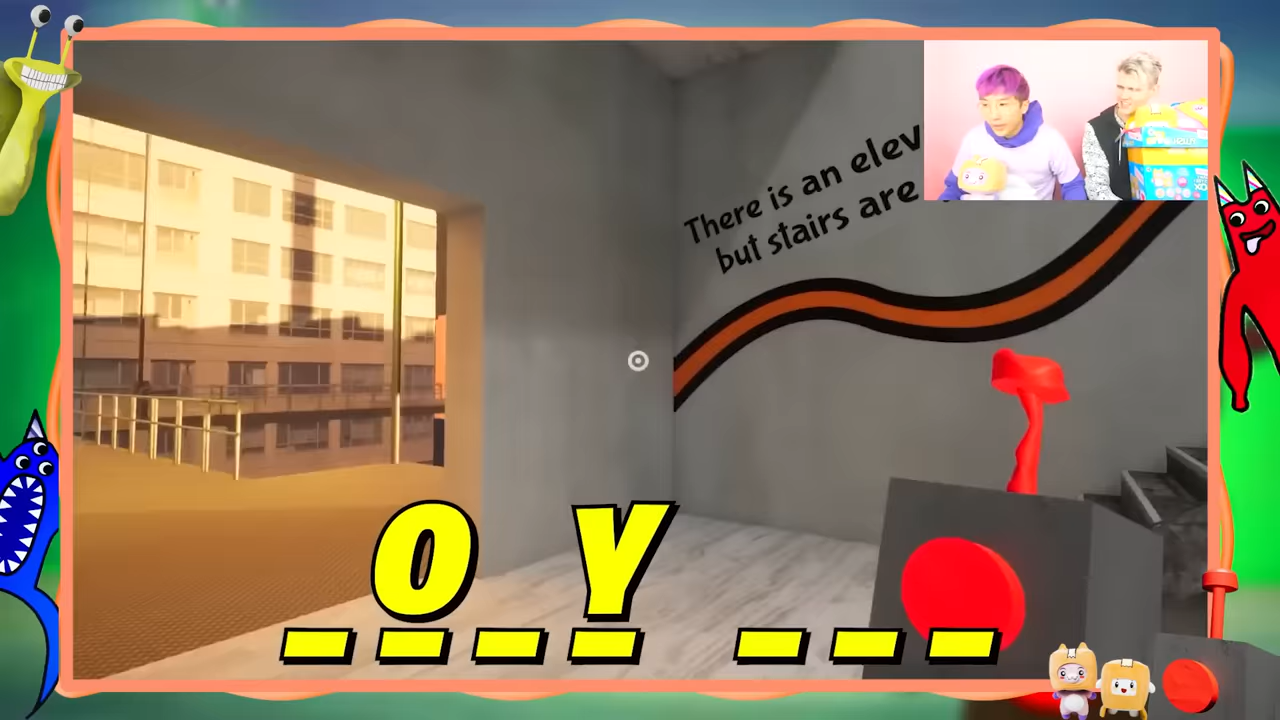 There is an elev
but stairs are
O Y